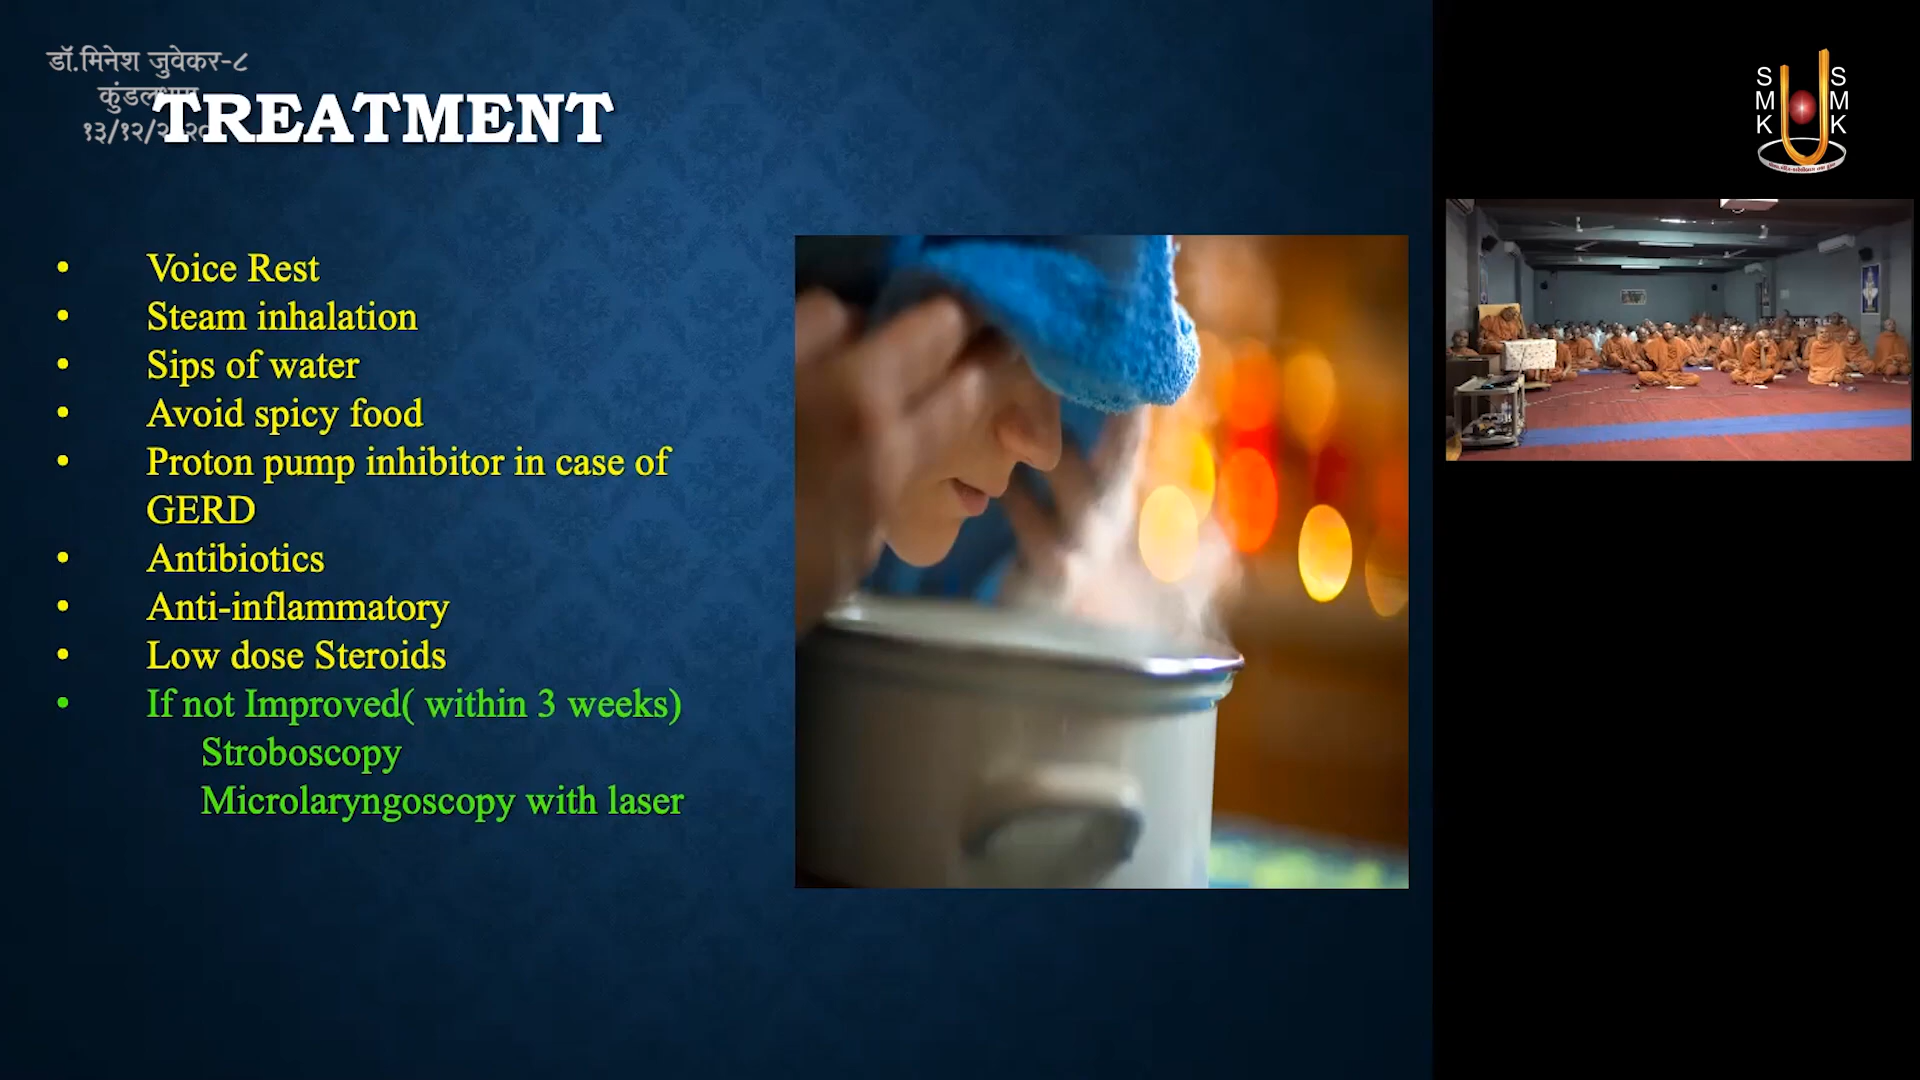 डॉ.मिनेश जुवेकर-८
TREATMENT
• Voice Rest
• Steam inhalation
• Sips of water
• Avoid spicy food
• Proton pump inhibitor in case of
GERD
• Antibiotics
• Anti-inflammatory
• Low dose Steroids
• If not Improved( within 3 weeks)
Stroboscopy
Microlaryngoscopy with laser
S M K
S M K